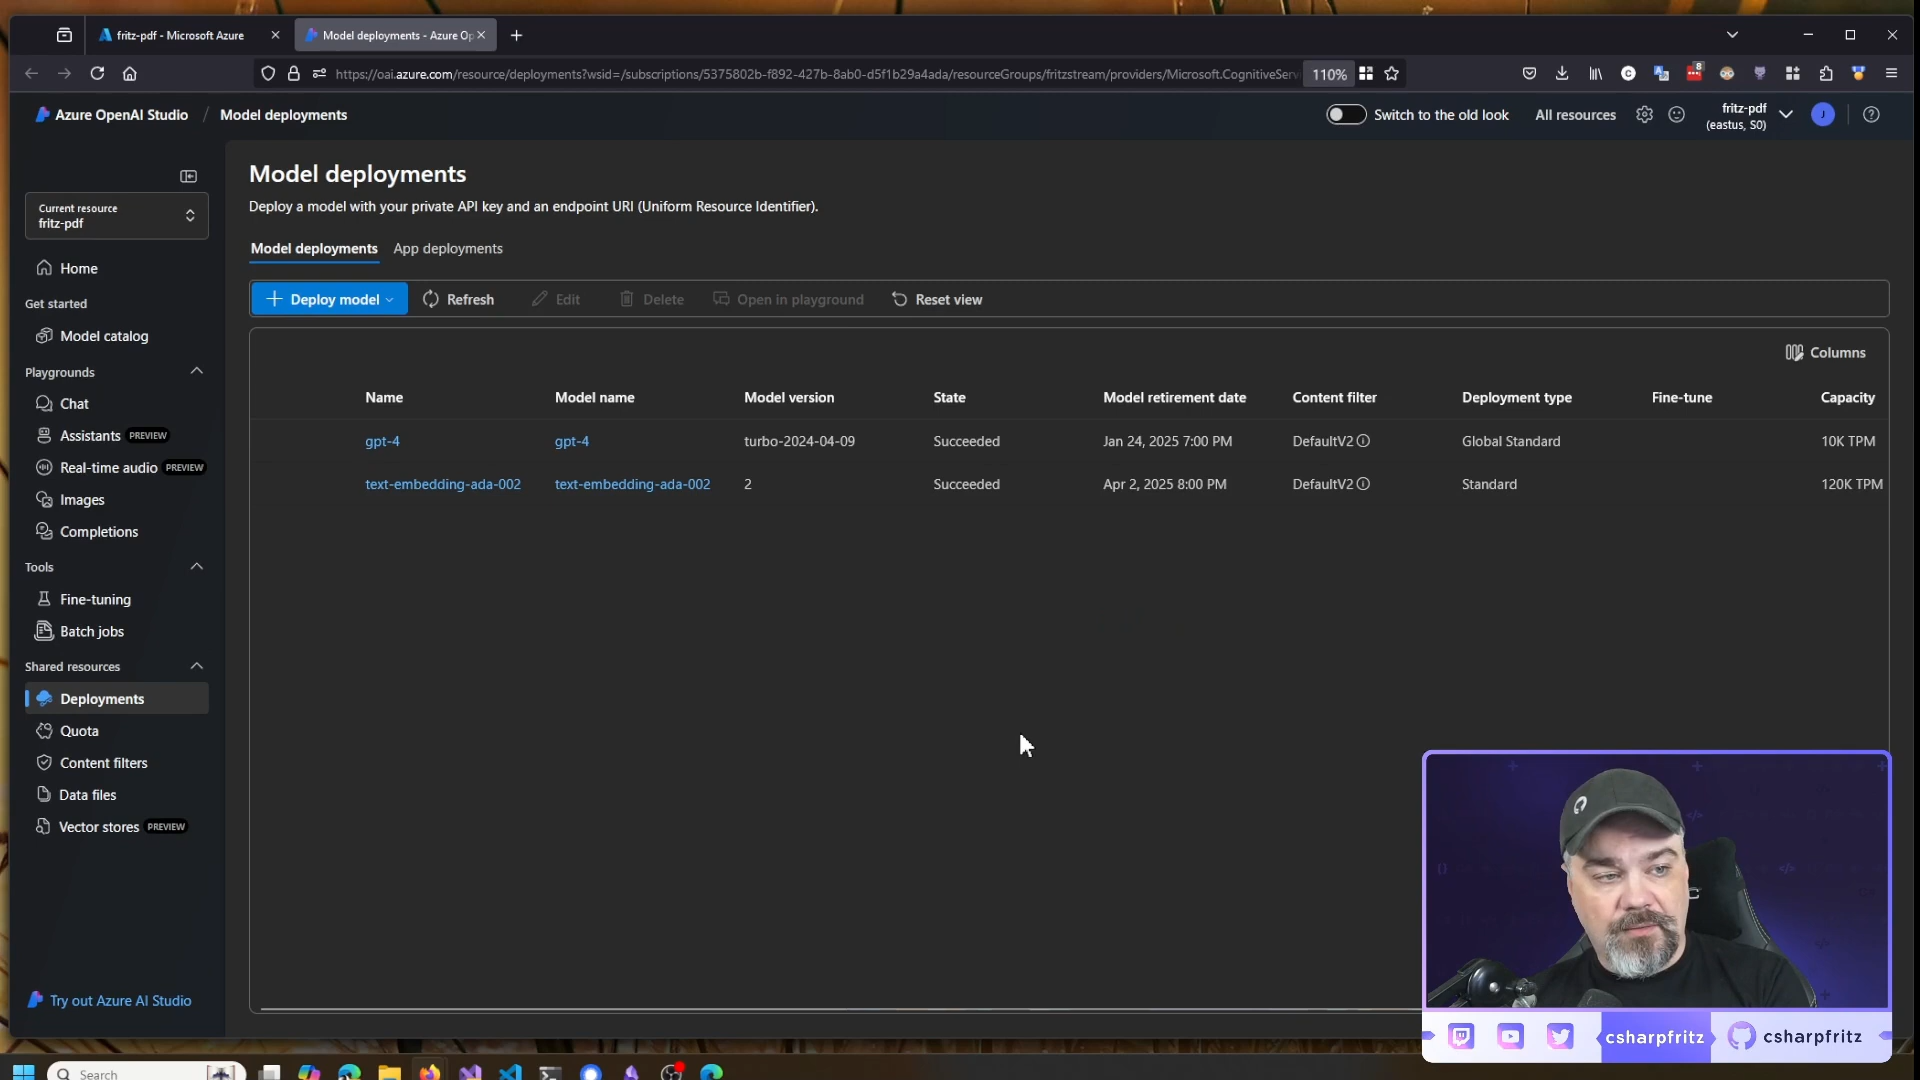 fritz-pdf - Microsoft Azure
Model deployments - Azure Op
https://oai.azure.com/resource/deployments?wsid=/subscriptions/5375802b-f892-427b-8ab0-d5f1b29a4ada/resourceGroups/fritzstream/providers/Microsoft.CognitiveServ
110%
8
Azure OpenAI Studio / Model deployments
Switch to the old look
All resources
fritz-pdf
(eastus, S0)
J
Current resource
fritz-pdf
Home
Get started
Model catalog
Playgrounds
Chat
Assistants PREVIEW
Real-time audio PREVIEW
Images
Completions
Tools
Fine-tuning
Batch jobs
Shared resources
Deployments
Quota
Content filters
Data files
Vector stores PREVIEW
Try out Azure AI Studio
Model deployments
Deploy a model with your private API key and an endpoint URI (Uniform Resource Identifier).
Model deployments App deployments
Deploy model Refresh Edit Delete Open in playground Reset view
Columns
Name Model name Model version State Model retirement date Content filter Deployment type Fine-tune Capacity
gpt-4 gpt-4 turbo-2024-04-09 Succeeded Jan 24, 2025 7:00 PM DefaultV2 Global Standard 10K TPM
text-embedding-ada-002 text-embedding-ada-002 2 Succeeded Apr 2, 2025 8:00 PM DefaultV2 Standard 120K TPM
csharpfritz csharpfritz
Search